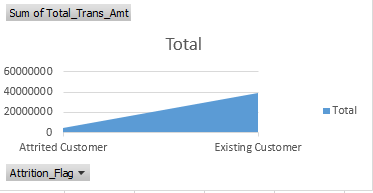 Sum of Total_Trans_Amt
Total
60000000
40000000
20000000
0
Attrited Customer
Existing Customer
Total
Attrition_Flag